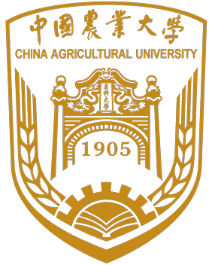 中國農業大學
CHINA AGRICULTURAL UNIVERSITY
1905